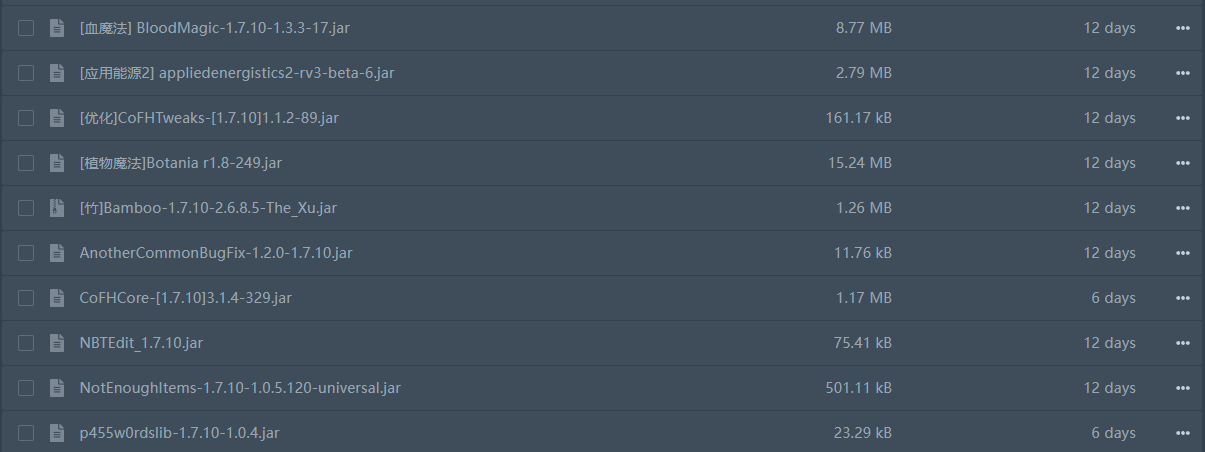 [血魔法] BloodMagic-1.7.10-1.3.3-17.jar 8.77 MB 12 days
[应用能源2] appliedenergistics2-rv3-beta-6.jar 2.79 MB 12 days
[优化]CoFHTweaks-[1.7.10]1.1.2-89.jar 161.17 kB 12 days
[植物魔法]Botania r1.8-249.jar 15.24 MB 12 days
[竹]Bamboo-1.7.10-2.6.8.5-The_Xu.jar 1.26 MB 12 days
AnotherCommonBugFix-1.2.0-1.7.10.jar 11.76 kB 12 days
CoFHCore-[1.7.10]3.1.4-329.jar 1.17 MB 6 days
NBTEdit_1.7.10.jar 75.41 kB 12 days
NotEnoughItems-1.7.10-1.0.5.120-universal.jar 501.11 kB 12 days
p455w0rdslib-1.7.10-1.0.4.jar 23.29 kB 6 days